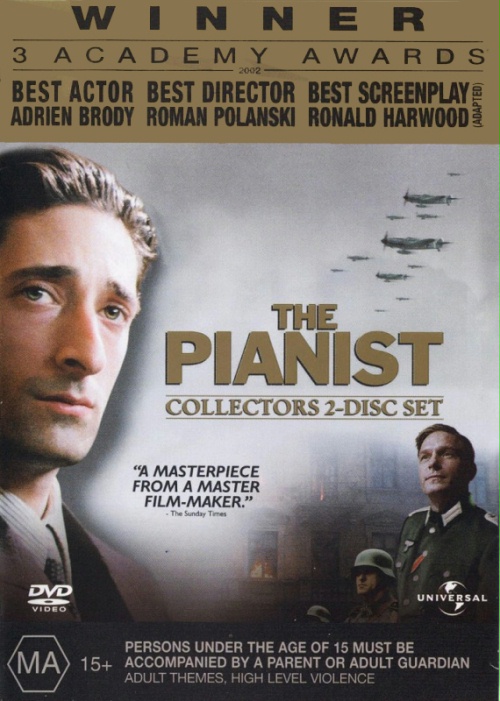 WINNER
3 ACADEMY AWARDS
2002
BEST ACTOR BEST DIRECTOR BEST SCREENPLAY (ADAPTED)
ADRIEN BRODY ROMAN POLANSKI RONALD HARWOOD
THE
PIANIST
COLLECTORS 2-DISC SET
"A MASTERPIECE
FROM A MASTER
FILM-MAKER."
- The Sunday Times
DVD
VIDEO
UNIVERSAL
MA 15+
PERSONS UNDER THE AGE OF 15 MUST BE
ACCOMPANIED BY A PARENT OR ADULT GUARDIAN
ADULT THEMES, HIGH LEVEL VIOLENCE